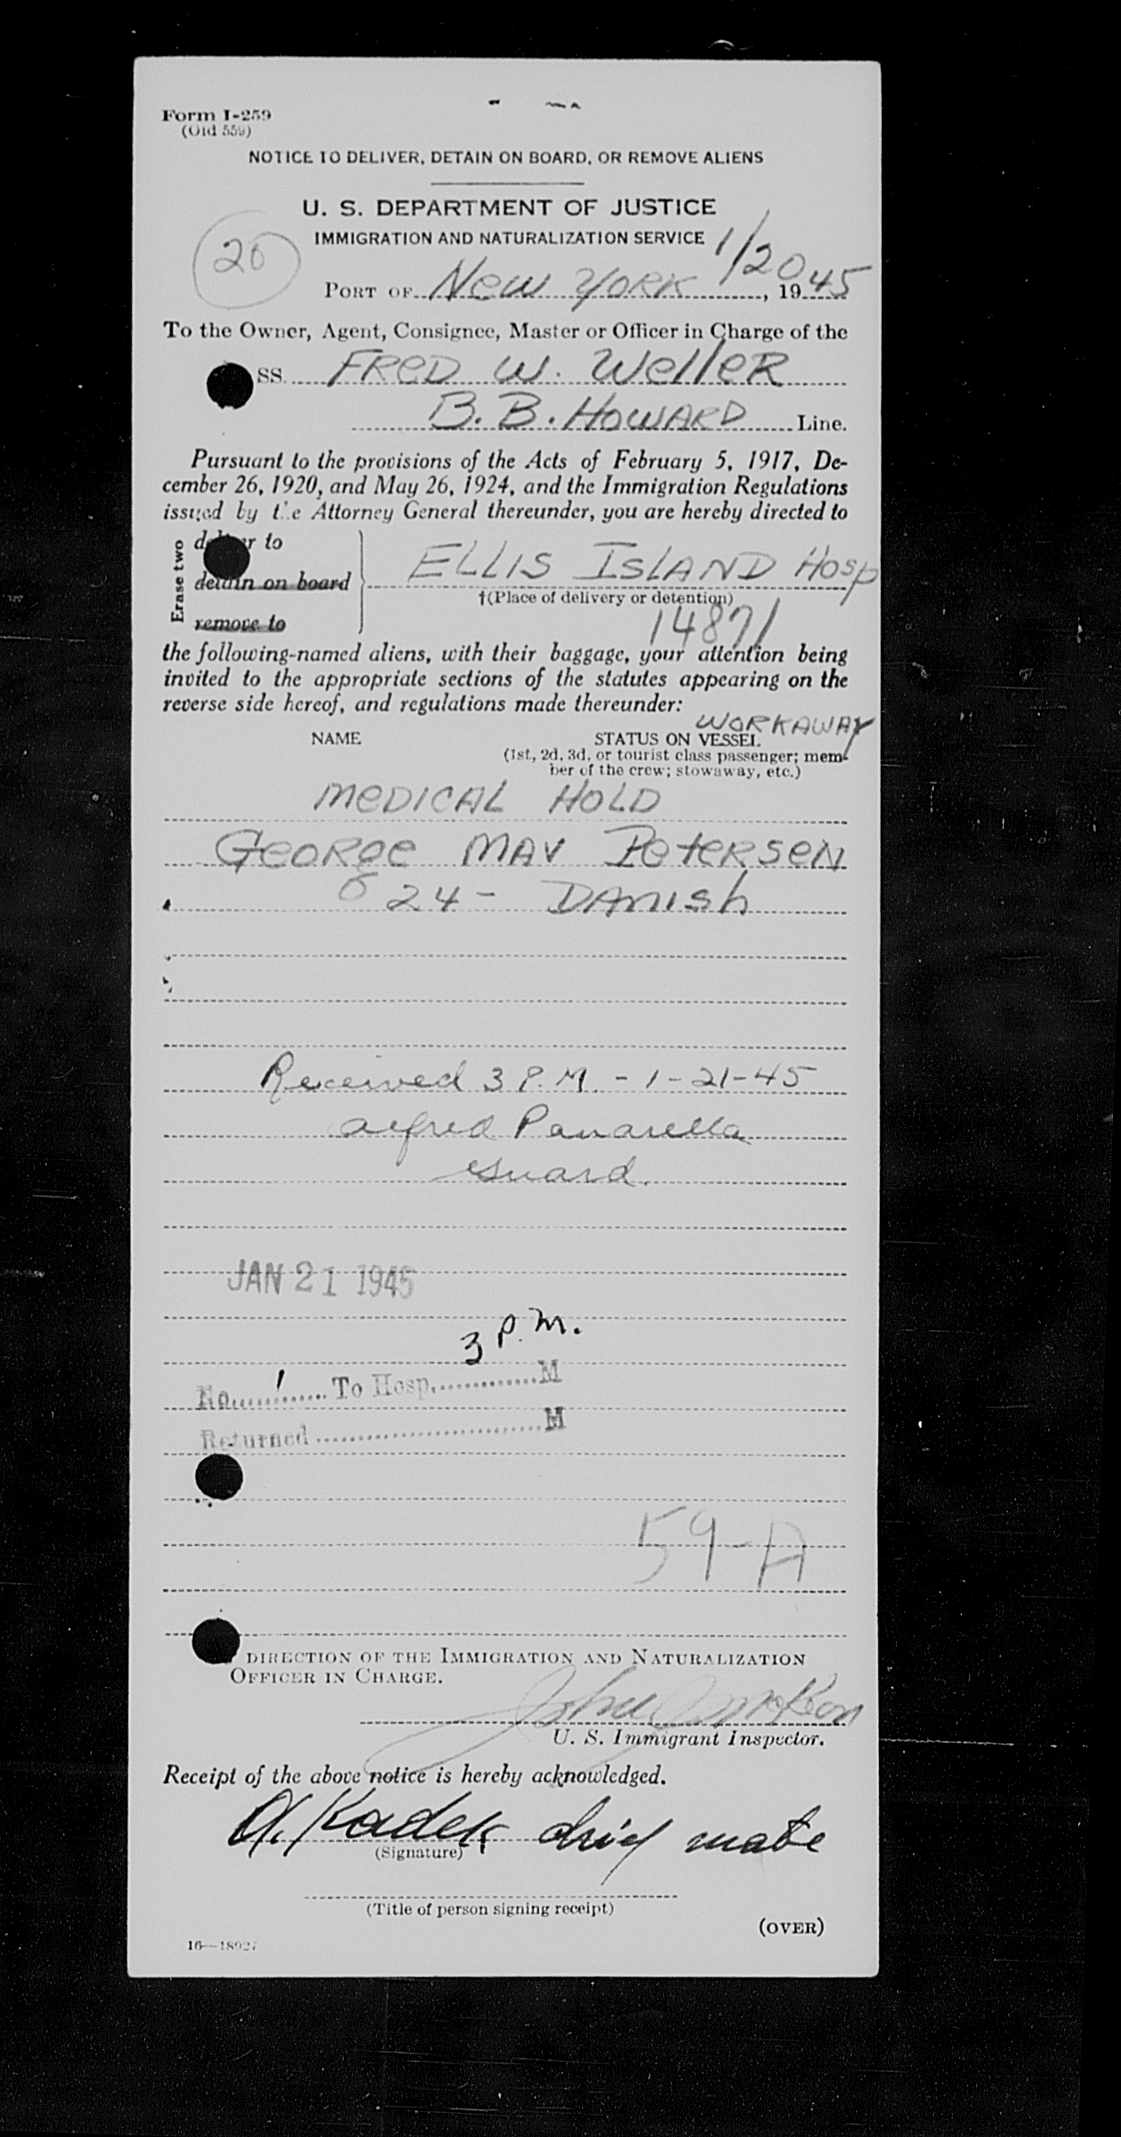 Form I-259
(Old 559)
NOTICE TO DELIVER, DETAIN ON BOARD, OR REMOVE ALIENS
U. S. DEPARTMENT OF JUSTICE
IMMIGRATION AND NATURALIZATION SERVICE
20
PORT OF New YORK 1/20, 1945
To the Owner, Agent, Consignee, Master or Officer in Charge of the
SS. FRED W. WelleR
B. B. HOWARD Line.
Pursuant to the provisions of the Acts of February 5, 1917, De-
cember 26, 1920, and May 26, 1924, and the Immigration Regulations
issued by the Attorney General thereunder, you are hereby directed to
Erase two
deliver to
detain on board
remove to
ELLIS ISLAND Hosp
†(Place of delivery or detention)
14871
the following-named aliens, with their baggage, your attention being
invited to the appropriate sections of the statutes appearing on the
reverse side hereof, and regulations made thereunder:
WORKAWAY
NAME STATUS ON VESSEL
(1st, 2d, 3d, or tourist class passenger; mem-
ber of the crew; stowaway, etc.)
MEDICAL HOLD
George MAV PeteRSeN
24 - DANISh
Received 3 P.M. - 1-21-45
Alfred Panarella
Guard.
JAN 21 1945
3 P.M.
No. 1 To Hosp. M
Returned M
59-A
DIRECTION OF THE IMMIGRATION AND NATURALIZATION
OFFICER IN CHARGE.
John
U. S. Immigrant Inspector.
Receipt of the above notice is hereby acknowledged.
A. Kadek chief mate
(Signature)
(Title of person signing receipt)
(OVER)
16—18927